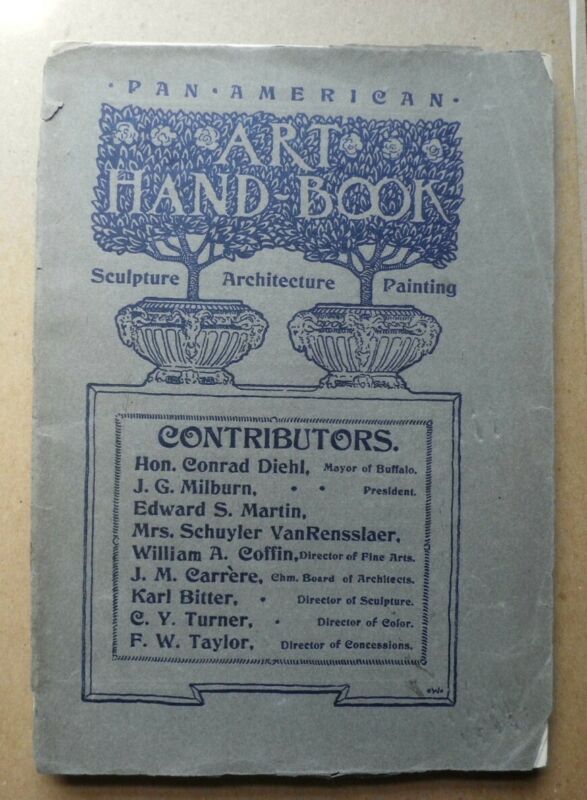 · PAN · AMERICAN ·
ART
HAND-BOOK
Sculpture Architecture Painting
CONTRIBUTORS.
Hon. Conrad Diehl, Mayor of Buffalo.
J. G. Milburn, · · President.
Edward S. Martin,
Mrs. Schuyler VanRensslaer,
William A. Coffin, Director of Fine Arts.
J. M. Carrère, Chm. Board of Architects.
Karl Bitter, · Director of Sculpture.
C. Y. Turner, · Director of Color.
F. W. Taylor, Director of Concessions.
·W·